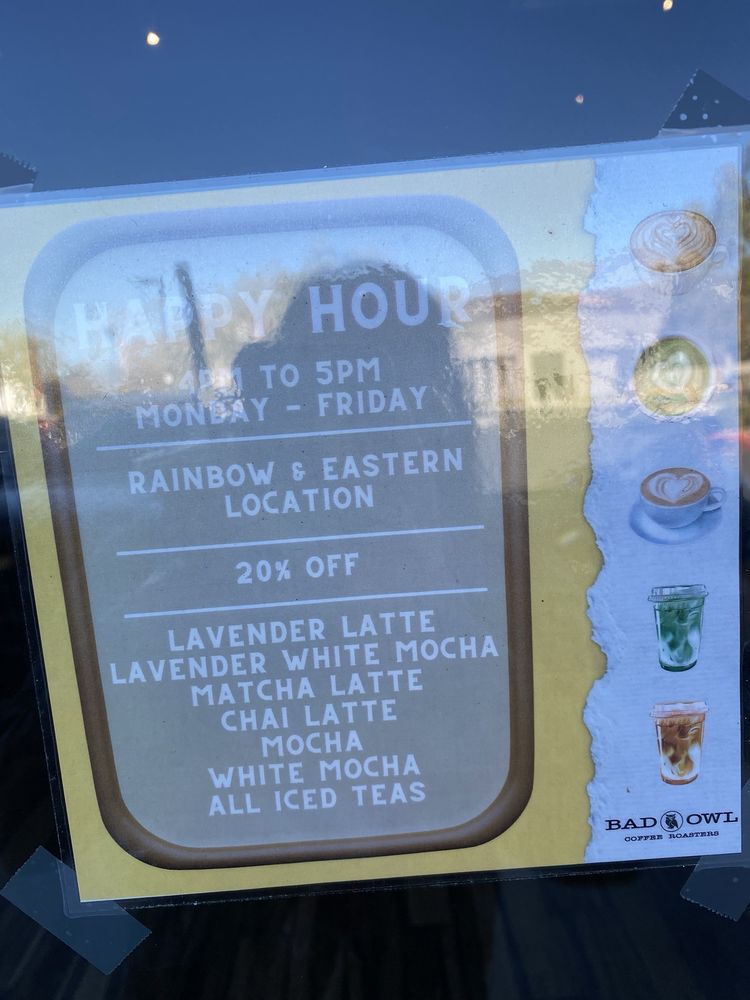 HAPPY HOUR
4PM TO 5PM
MONDAY - FRIDAY
RAINBOW & EASTERN
LOCATION
20% OFF
LAVENDER LATTE
LAVENDER WHITE MOCHA
MATCHA LATTE
CHAI LATTE
MOCHA
WHITE MOCHA
ALL ICED TEAS
BAD OWL
COFFEE ROASTERS